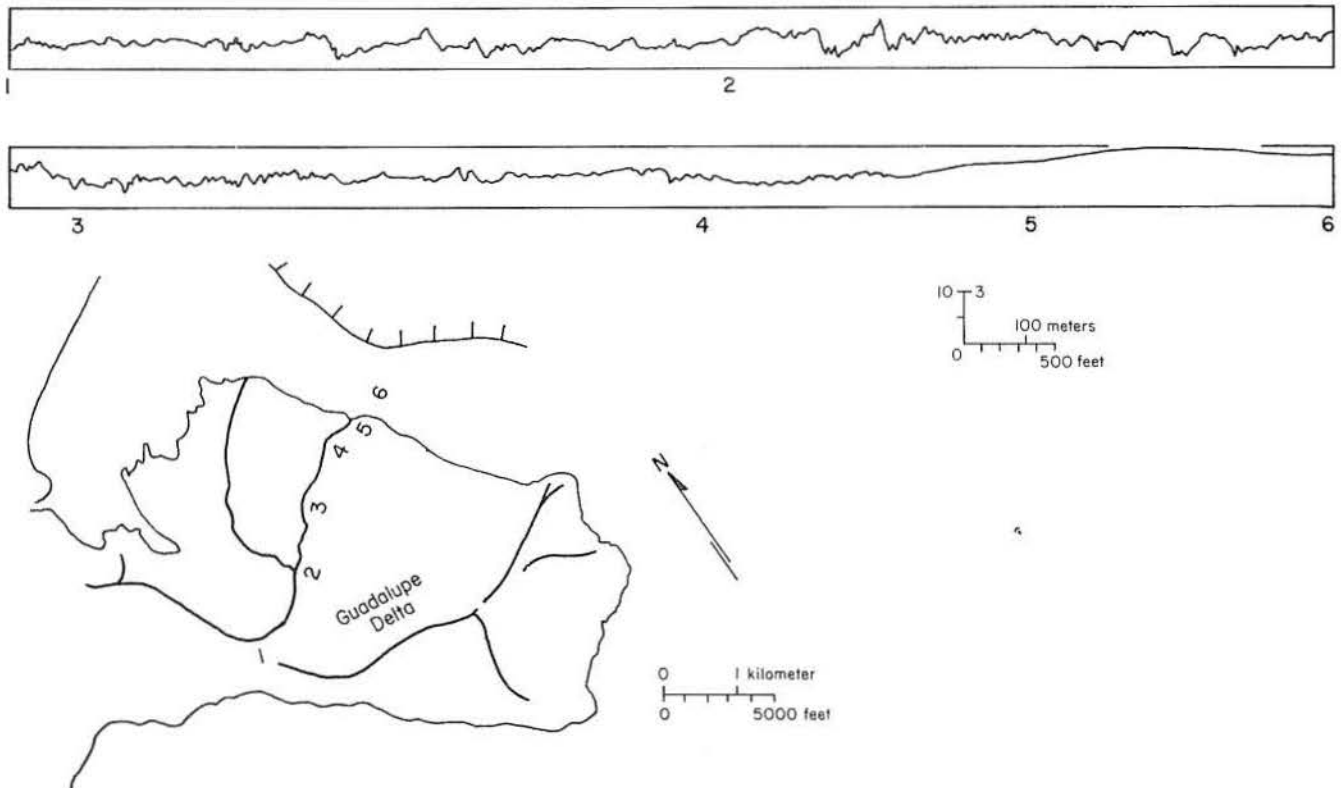 1 2
3 4 5 6
10 3
100 meters
0 500 feet
6
5
4
3
N
2
Guadalupe
Delta
1
0 1 kilometer
0 5000 feet